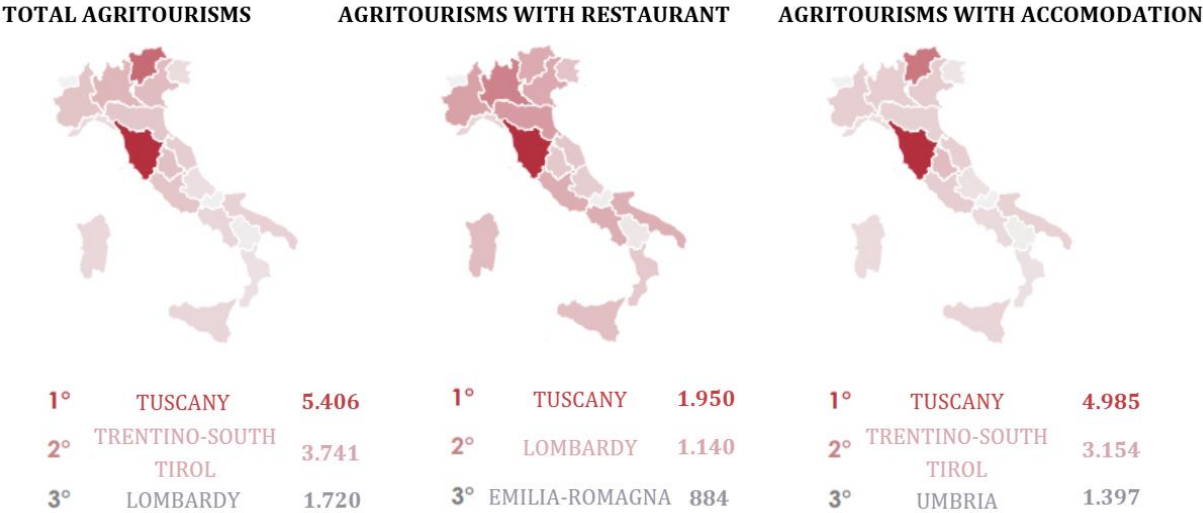 TOTAL AGRITOURISMS
1° TUSCANY 5.406
2° TRENTINO-SOUTH
TIROL 3.741
3° LOMBARDY 1.720
AGRITOURISMS WITH RESTAURANT
1° TUSCANY 1.950
2° LOMBARDY 1.140
3° EMILIA-ROMAGNA 884
AGRITOURISMS WITH ACCOMODATION
1° TUSCANY 4.985
2° TRENTINO-SOUTH
TIROL 3.154
3° UMBRIA 1.397